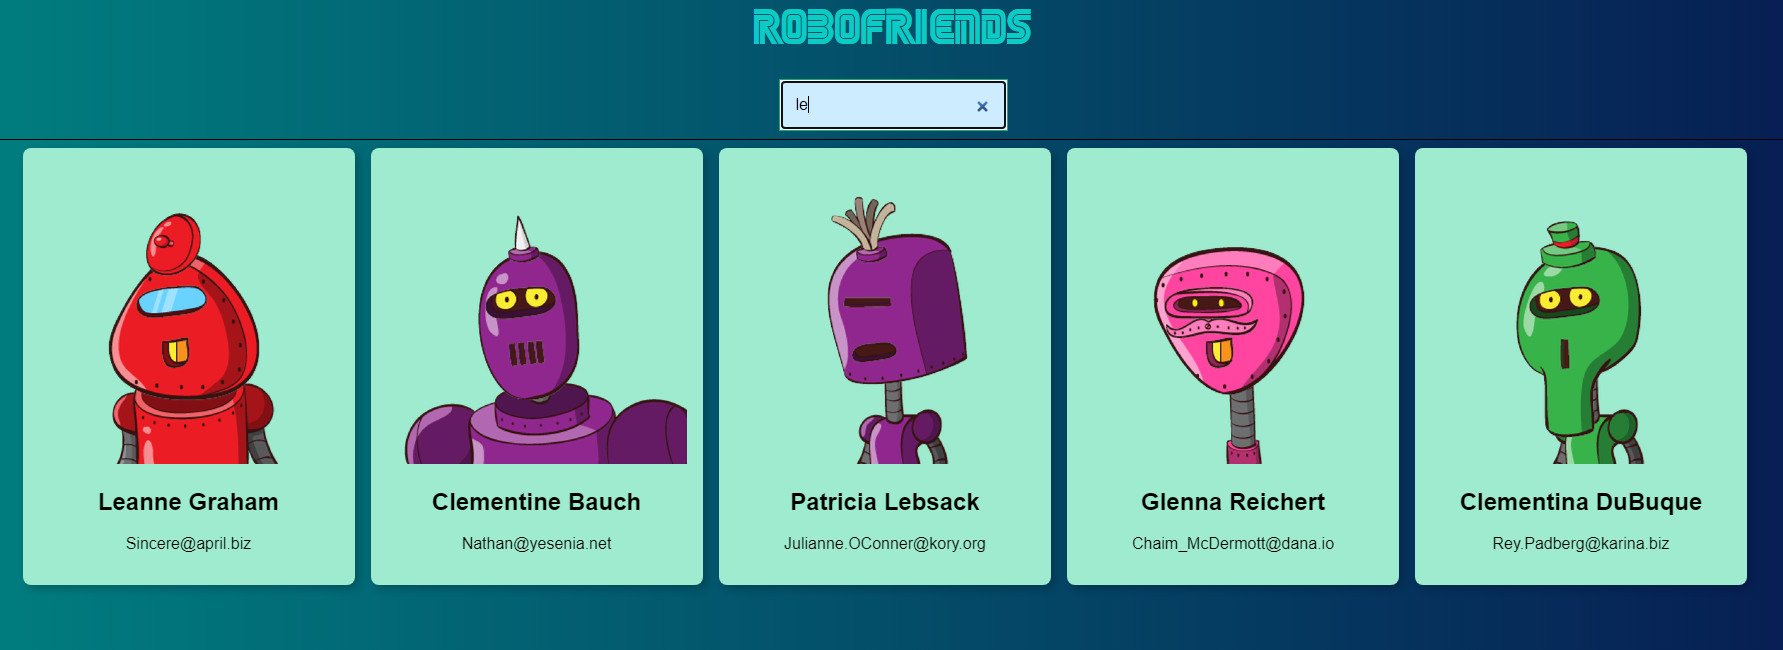 ROBOFRIENDS
le
Leanne Graham
Sincere@april.biz
Clementine Bauch
Nathan@yesenia.net
Patricia Lebsack
Julianne.OConner@kory.org
Glenna Reichert
Chaim_McDermott@dana.io
Clementina DuBuque
Rey.Padberg@karina.biz